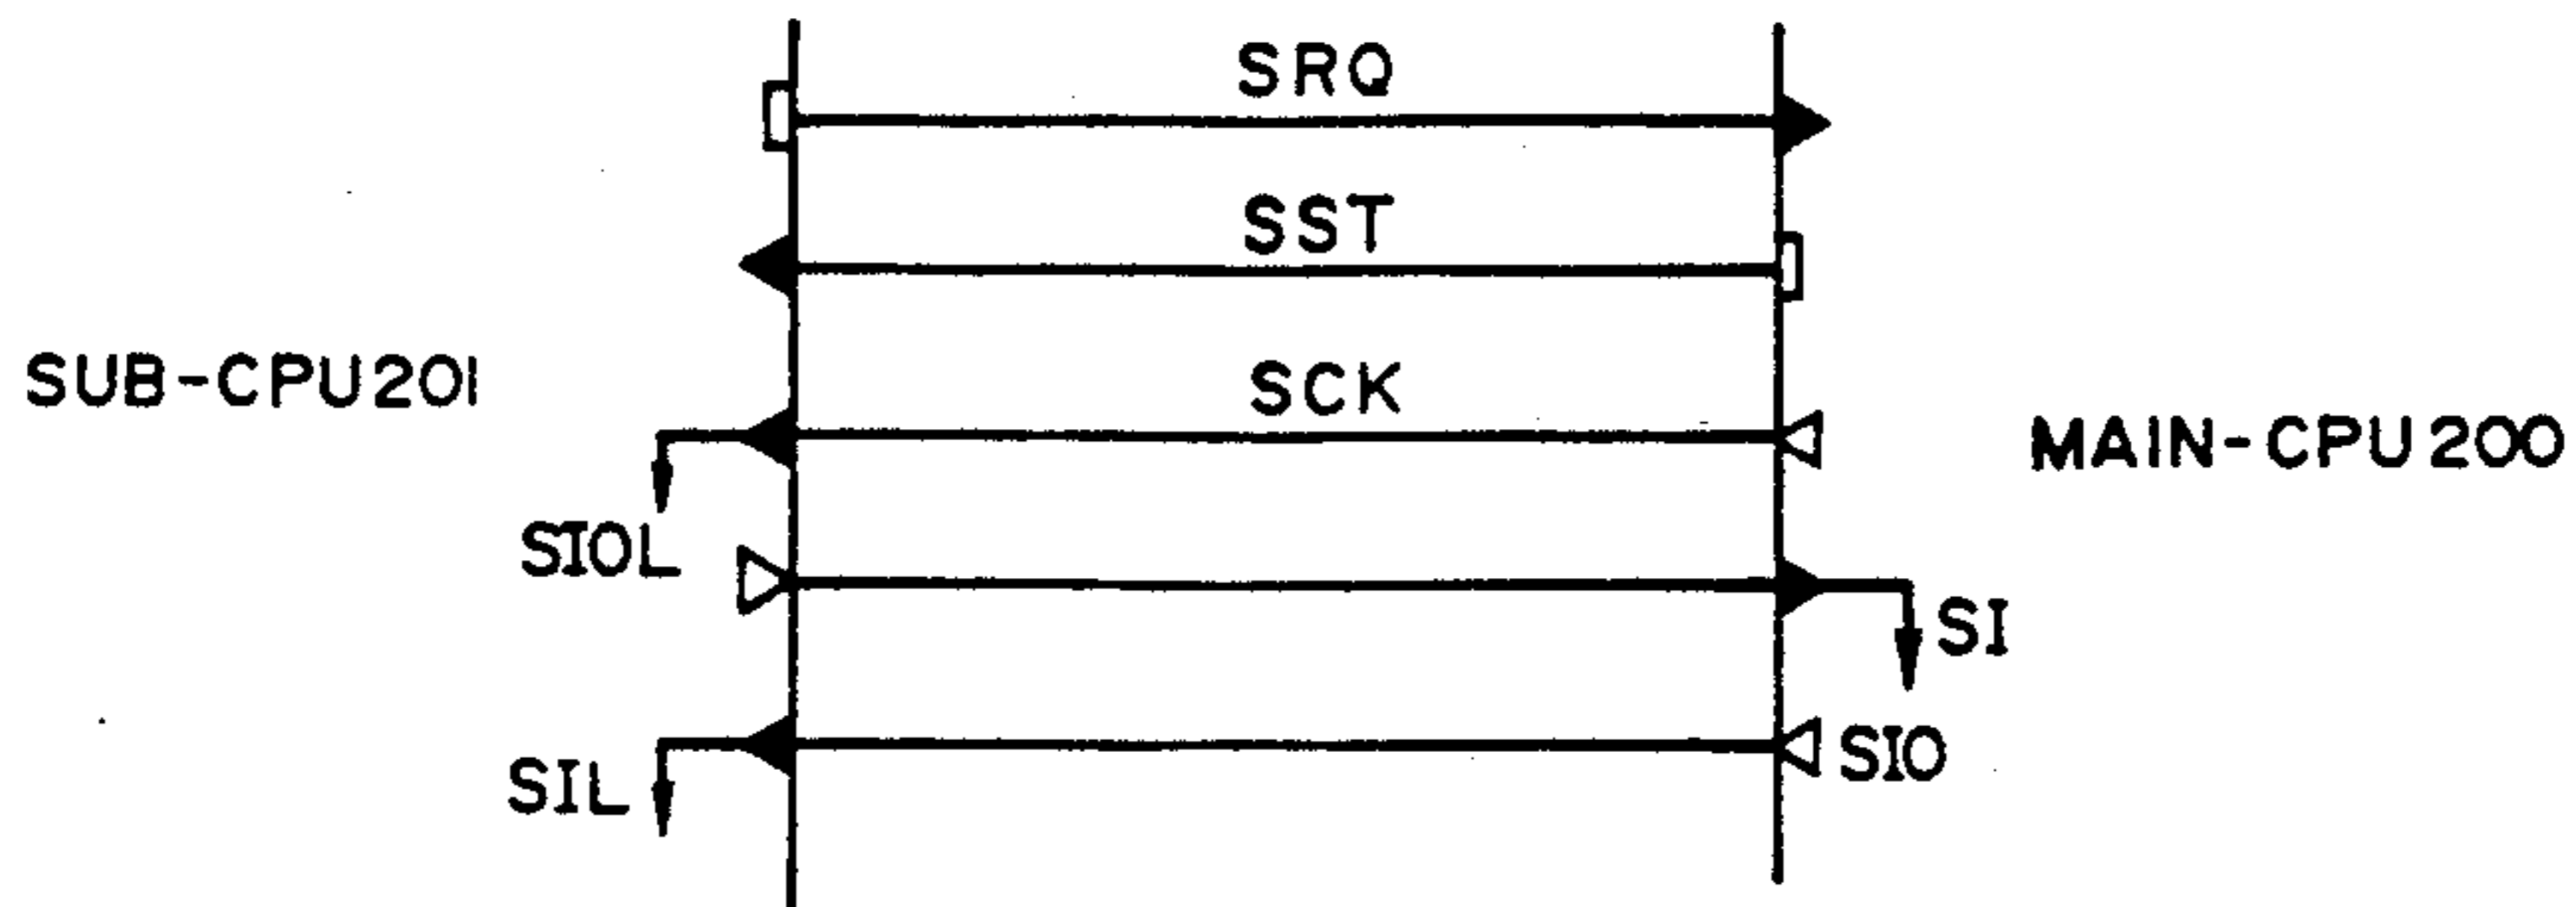 SRQ
SST
SUB-CPU201
SCK
MAIN-CPU200
SIOL
SI
SIL
SIO